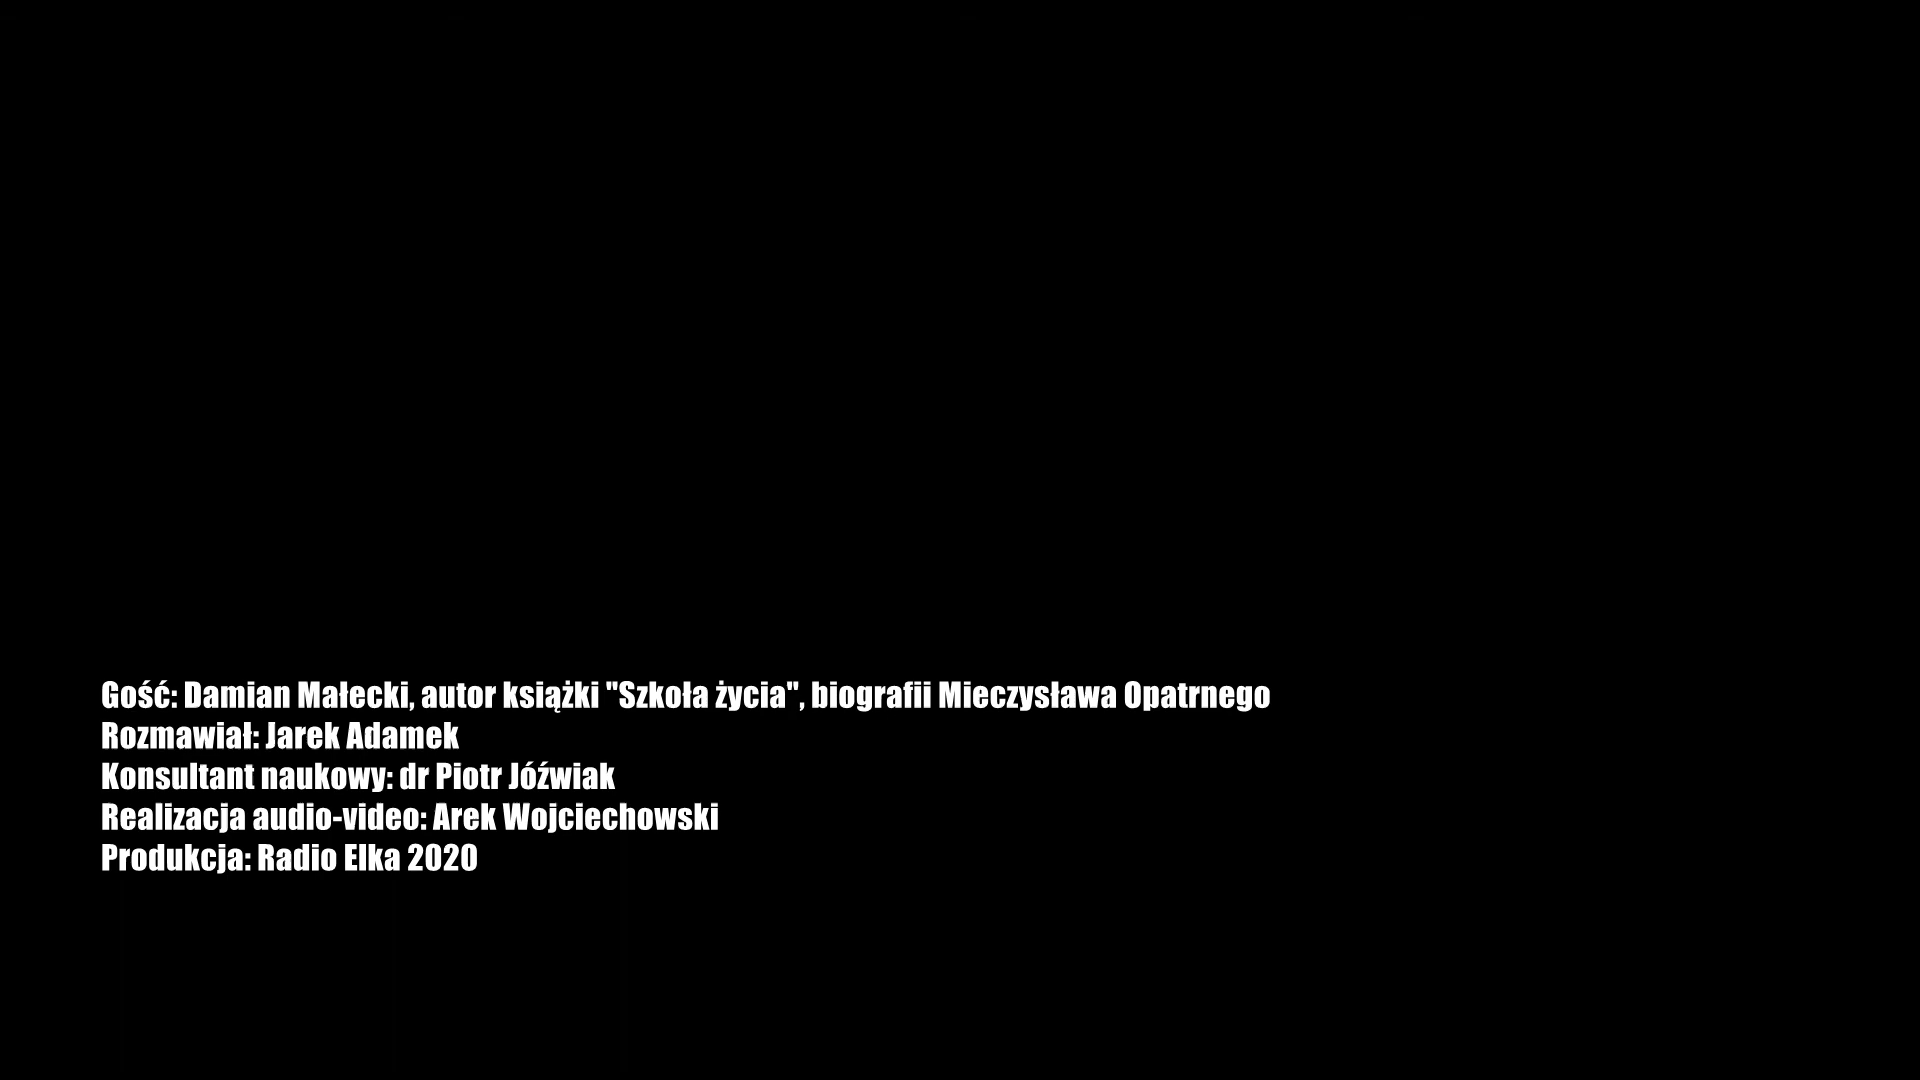 Gość: Damian Małecki, autor książki "Szkoła życia", biografii Mieczysława Opatrnego
Rozmawiał: Jarek Adamek
Konsultant naukowy: dr Piotr Jóźwiak
Realizacja audio-video: Arek Wojciechowski
Produkcja: Radio Elka 2020